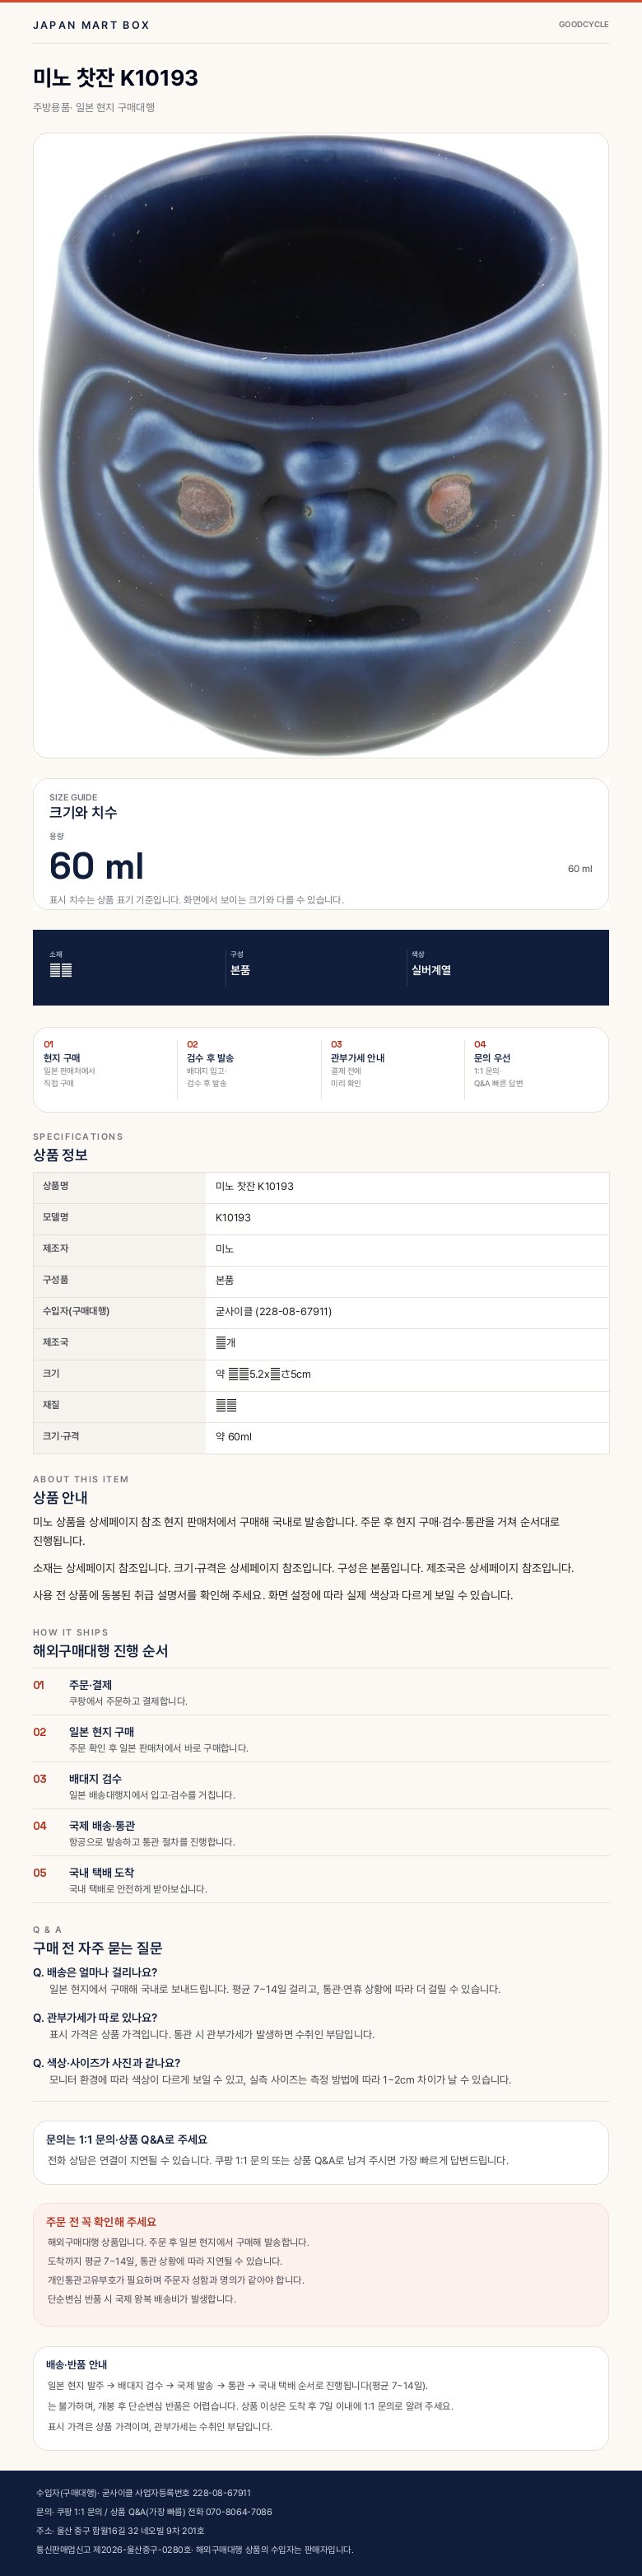 JAPAN MART BOX
GOODCYCLE
미노 찻잔 K10193
주방용품· 일본 현지 구매대행
SIZE GUIDE
크기와 치수
용량
60 ml
60 ml
표시 치수는 상품 표기 기준입니다. 화면에서 보이는 크기와 다를 수 있습니다.
소재
구성
본품
색상
실버계열
01
현지 구매
일본 판매처에서
직접 구매
02
검수 후 발송
배대지 입고·
검수 후 발송
03
관부가세 안내
결제 전에
미리 확인
04
문의 우선
1:1 문의·
Q&A 빠른 답변
SPECIFICATIONS
상품 정보
상품명 미노 찻잔 K10193
모델명 K10193
제조자 미노
구성품 본품
수입자(구매대행) 굳사이클 (228-08-67911)
제조국 개
크기 약 5.2x さ5cm
재질
크기·규격 약 60ml
ABOUT THIS ITEM
상품 안내
미노 상품을 상세페이지 참조 현지 판매처에서 구매해 국내로 발송합니다. 주문 후 현지 구매·검수·통관을 거쳐 순서대로
진행됩니다.
소재는 상세페이지 참조입니다. 크기·규격은 상세페이지 참조입니다. 구성은 본품입니다. 제조국은 상세페이지 참조입니다.
사용 전 상품에 동봉된 취급 설명서를 확인해 주세요. 화면 설정에 따라 실제 색상과 다르게 보일 수 있습니다.
HOW IT SHIPS
해외구매대행 진행 순서
01 주문·결제
쿠팡에서 주문하고 결제합니다.
02 일본 현지 구매
주문 확인 후 일본 판매처에서 바로 구매합니다.
03 배대지 검수
일본 배송대행지에서 입고·검수를 거칩니다.
04 국제 배송·통관
항공으로 발송하고 통관 절차를 진행합니다.
05 국내 택배 도착
국내 택배로 안전하게 받아보십니다.
Q & A
구매 전 자주 묻는 질문
Q. 배송은 얼마나 걸리나요?
일본 현지에서 구매해 국내로 보내드립니다. 평균 7~14일 걸리고, 통관·연휴 상황에 따라 더 걸릴 수 있습니다.
Q. 관부가세가 따로 있나요?
표시 가격은 상품 가격입니다. 통관 시 관부가세가 발생하면 수취인 부담입니다.
Q. 색상·사이즈가 사진과 같나요?
모니터 환경에 따라 색상이 다르게 보일 수 있고, 실측 사이즈는 측정 방법에 따라 1~2cm 차이가 날 수 있습니다.
문의는 1:1 문의·상품 Q&A로 주세요
전화 상담은 연결이 지연될 수 있습니다. 쿠팡 1:1 문의 또는 상품 Q&A로 남겨 주시면 가장 빠르게 답변드립니다.
주문 전 꼭 확인해 주세요
해외구매대행 상품입니다. 주문 후 일본 현지에서 구매해 발송합니다.
도착까지 평균 7~14일, 통관 상황에 따라 지연될 수 있습니다.
개인통관고유부호가 필요하며 주문자 성함과 명의가 같아야 합니다.
단순변심 반품 시 국제 왕복 배송비가 발생합니다.
배송·반품 안내
일본 현지 발주 → 배대지 검수 → 국제 발송 → 통관 → 국내 택배 순서로 진행됩니다(평균 7~14일).
는 불가하며, 개봉 후 단순변심 반품은 어렵습니다. 상품 이상은 도착 후 7일 이내에 1:1 문의로 알려 주세요.
표시 가격은 상품 가격이며, 관부가세는 수취인 부담입니다.
수입자(구매대행)· 굳사이클 사업자등록번호 228-08-67911
문의· 쿠팡 1:1 문의 / 상품 Q&A(가장 빠름) 전화 070-8064-7086
주소· 울산 중구 함월16길 32 네오빌 9차 201호
통신판매업신고 제2026-울산중구-0280호· 해외구매대행 상품의 수입자는 판매자입니다.